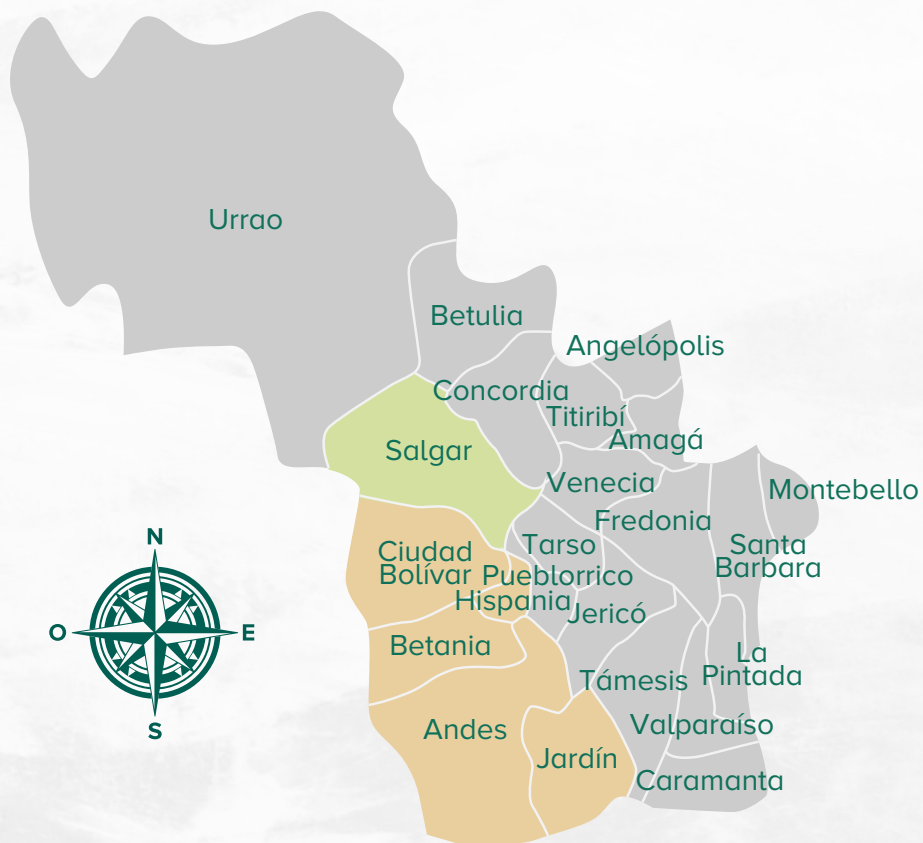 Urrao
Betulia
Angelópolis
Concordia
Titiribí
Amagá
Salgar
Venecia
Montebello
Fredonia
Tarso
Santa
Barbara
Ciudad
Bolívar
Pueblorrico
Hispania
Jericó
Betania
La
Pintada
Támesis
Andes
Valparaíso
Jardín
Caramanta
N
O
E
S